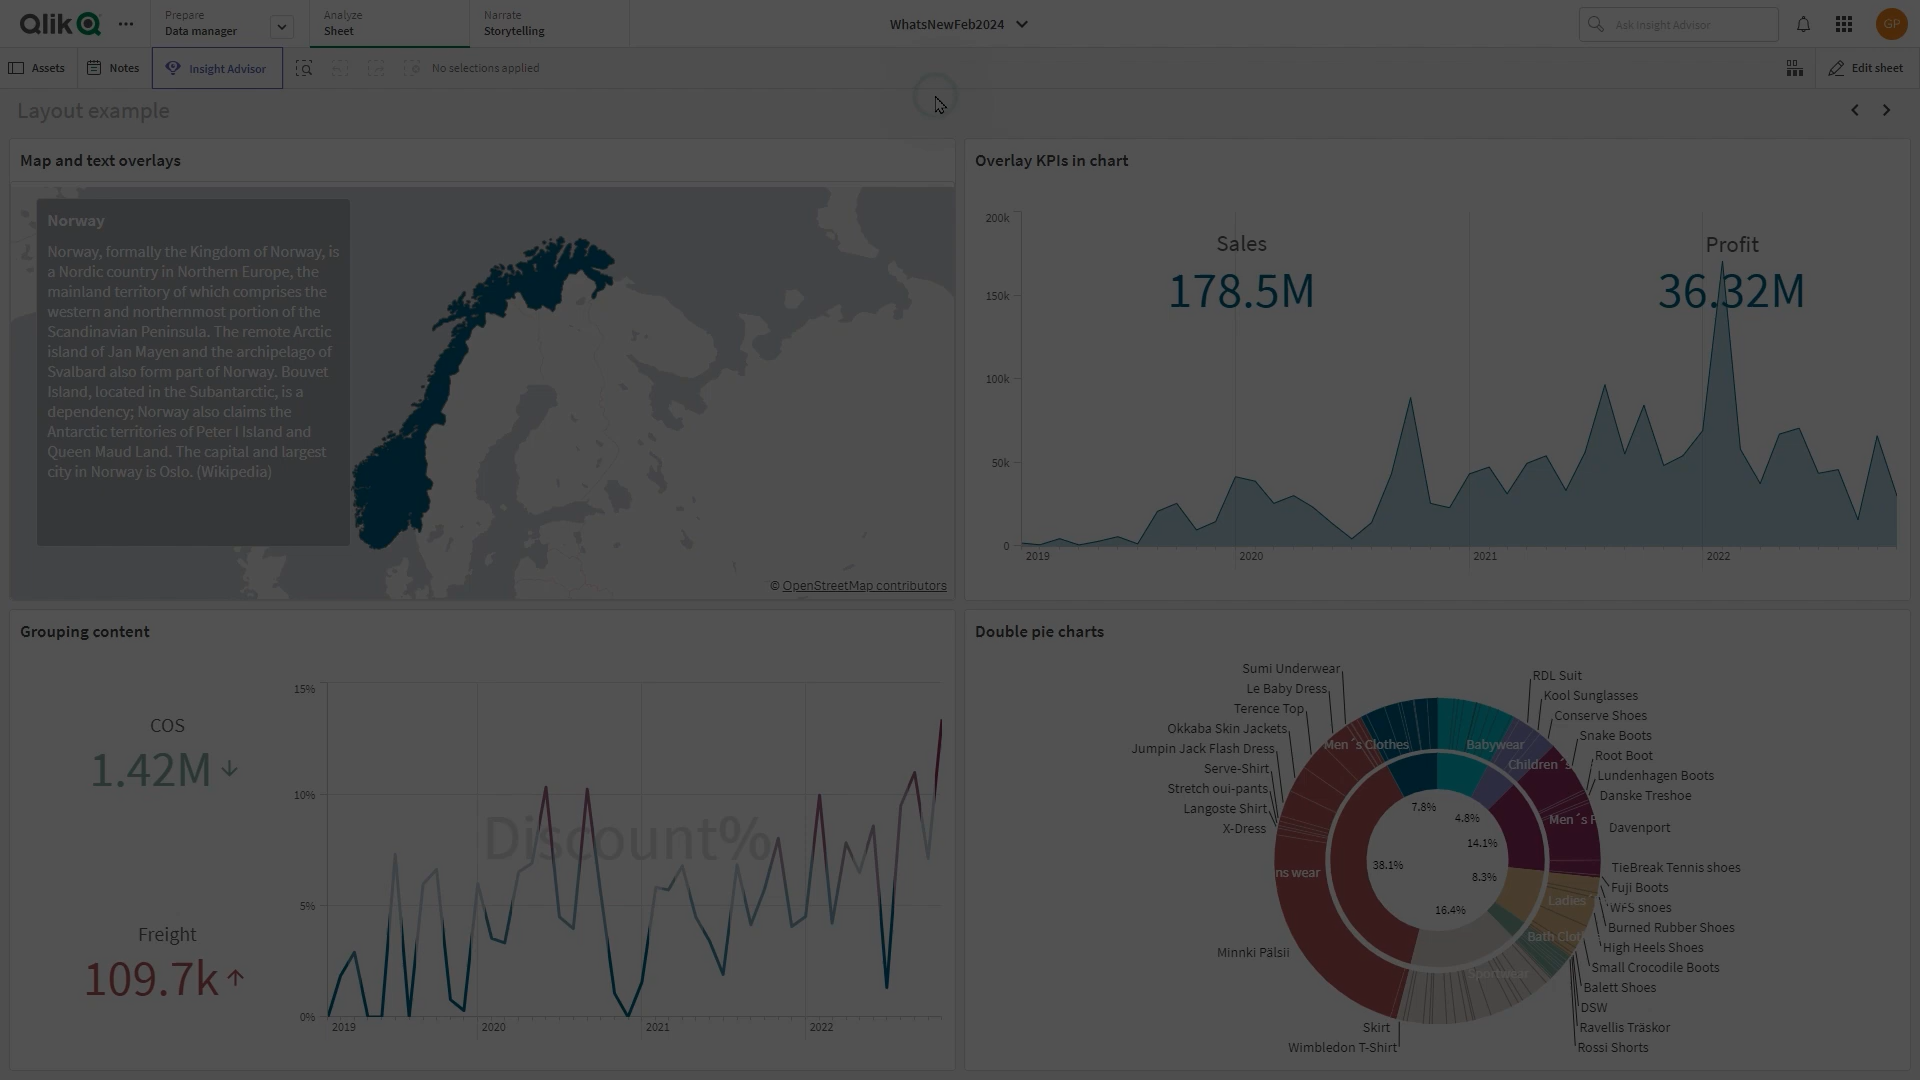 Qlik
Prepare
Data manager
Analyze
Sheet
Narrate
Storytelling
WhatsNewFeb2024
Ask Insight Advisor
GP
Assets
Notes
Insight Advisor
No selections applied
Edit sheet
Layout example
Map and text overlays
Norway
Norway, formally the Kingdom of Norway, is
a Nordic country in Northern Europe, the
mainland territory of which comprises the
western and northernmost portion of the
Scandinavian Peninsula. The remote Arctic
island of Jan Mayen and the archipelago of
Svalbard also form part of Norway. Bouvet
Island, located in the Subantarctic, is a
dependency; Norway also claims the
Antarctic territories of Peter I Island and
Queen Maud Land. The capital and largest
city in Norway is Oslo. (Wikipedia)
© OpenStreetMap contributors
Overlay KPIs in chart
Sales
178.5M
Profit
36.32M
200k
150k
100k
50k
0
2019
2020
2021
2022
Grouping content
COS
1.42M
Freight
109.7k
Discount%
15%
10%
5%
0%
2019
2020
2021
2022
Double pie charts
Sumi Underwear
Le Baby Dress
Terence Top
Okkaba Skin Jackets
Jumpin Jack Flash Dress
Serve-Shirt
Stretch oui-pants
Langoste Shirt
X-Dress
Minnki Pälsii
Skirt
Wimbledon T-Shirt
RDL Suit
Kool Sunglasses
Conserve Shoes
Snake Boots
Root Boot
Lundenhagen Boots
Danske Treshoe
Davenport
TieBreak Tennis shoes
Fuji Boots
WFS shoes
Burned Rubber Shoes
High Heels Shoes
Small Crocodile Boots
Balett Shoes
DSW
Ravellis Träskor
Rossi Shorts
Men´s Clothes
Babywear
Children´s
Men´s F
Ladies´
Bath Clot
Sportwear
ns wear
7.8%
4.8%
14.1%
8.3%
16.4%
38.1%